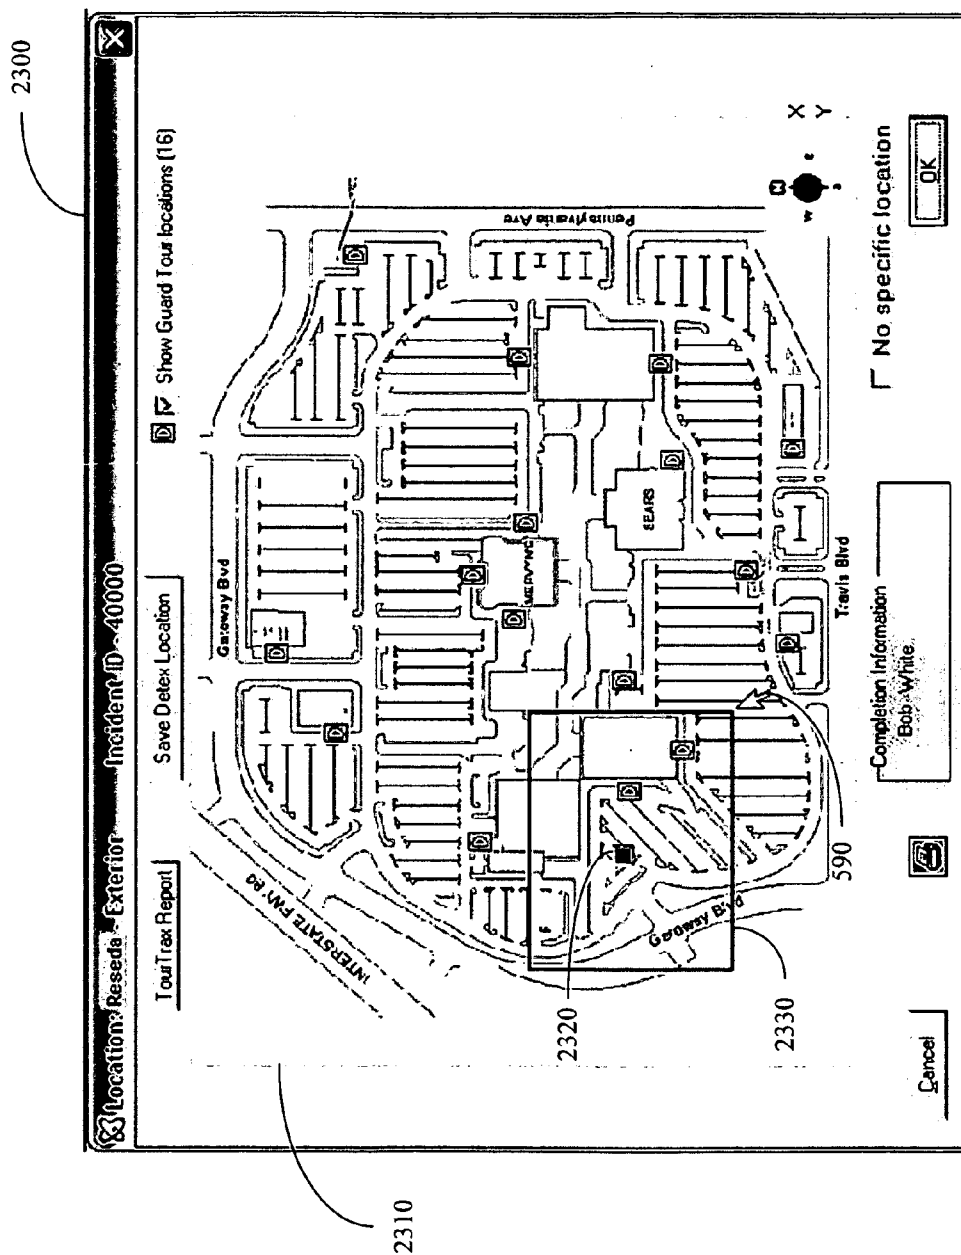 2300
Location: Reseda - Exterior Incident ID - 40000
TourTrax Report
Save Detex Location
D Show Guard Tour locations (16)
2310
INTERSTATE FWY 80
Gateway Blvd
Pennsylvania Ave
MERVYNS
SEARS
Gateway Blvd
Travis Blvd
N
W
E
S
X
Y
2320
2330
590
Cancel
Completion Information
Bob White
No specific location
OK